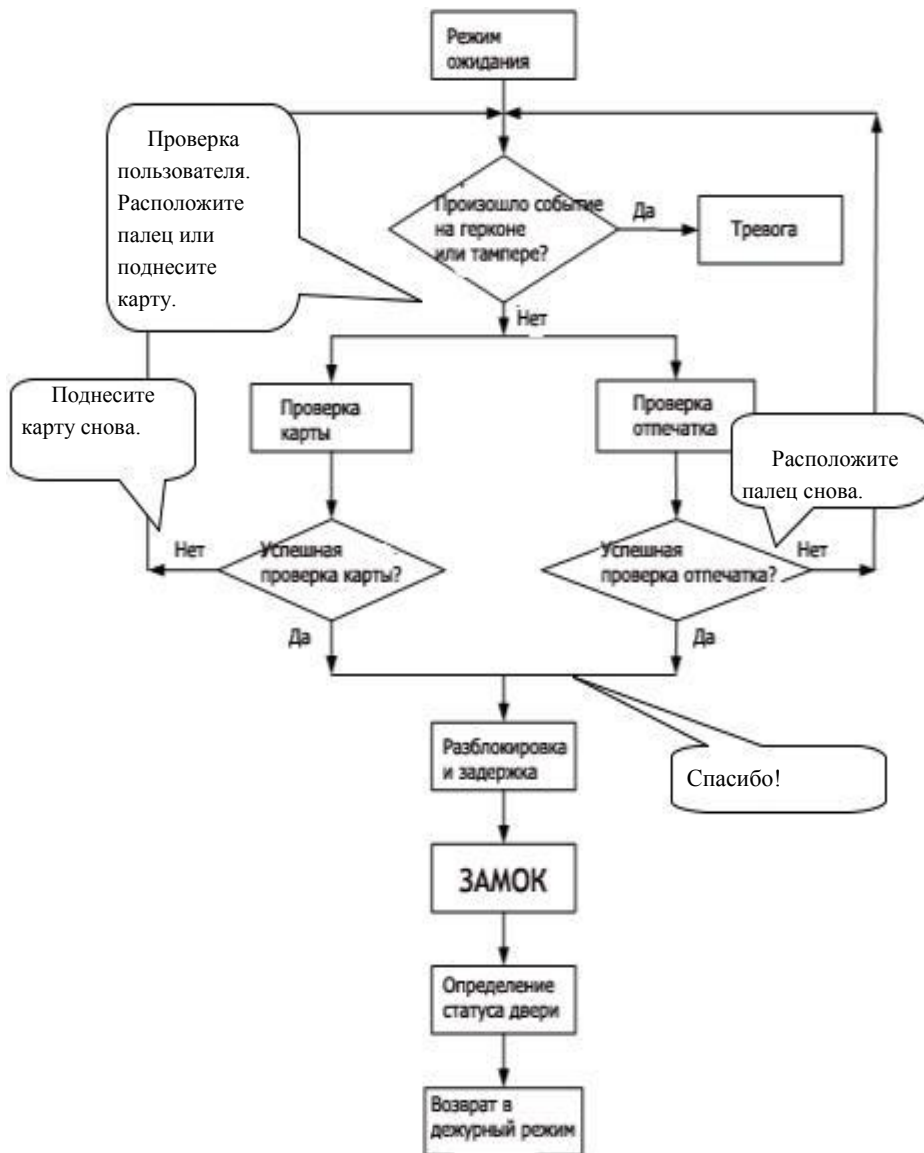 Режим
ожидания
Проверка
пользователя.
Расположите
палец или
поднесите
карту.
Произошло событие
на герконе
или тампере?
Да
Тревога
Нет
Поднесите
карту снова.
Проверка
карты
Проверка
отпечатка
Расположите
палец снова.
Нет
Успешная
проверка карты?
Успешная
проверка отпечатка?
Нет
Да
Да
Разблокировка
и задержка
Спасибо!
ЗАМОК
Определение
статуса двери
Возврат в
дежурный режим